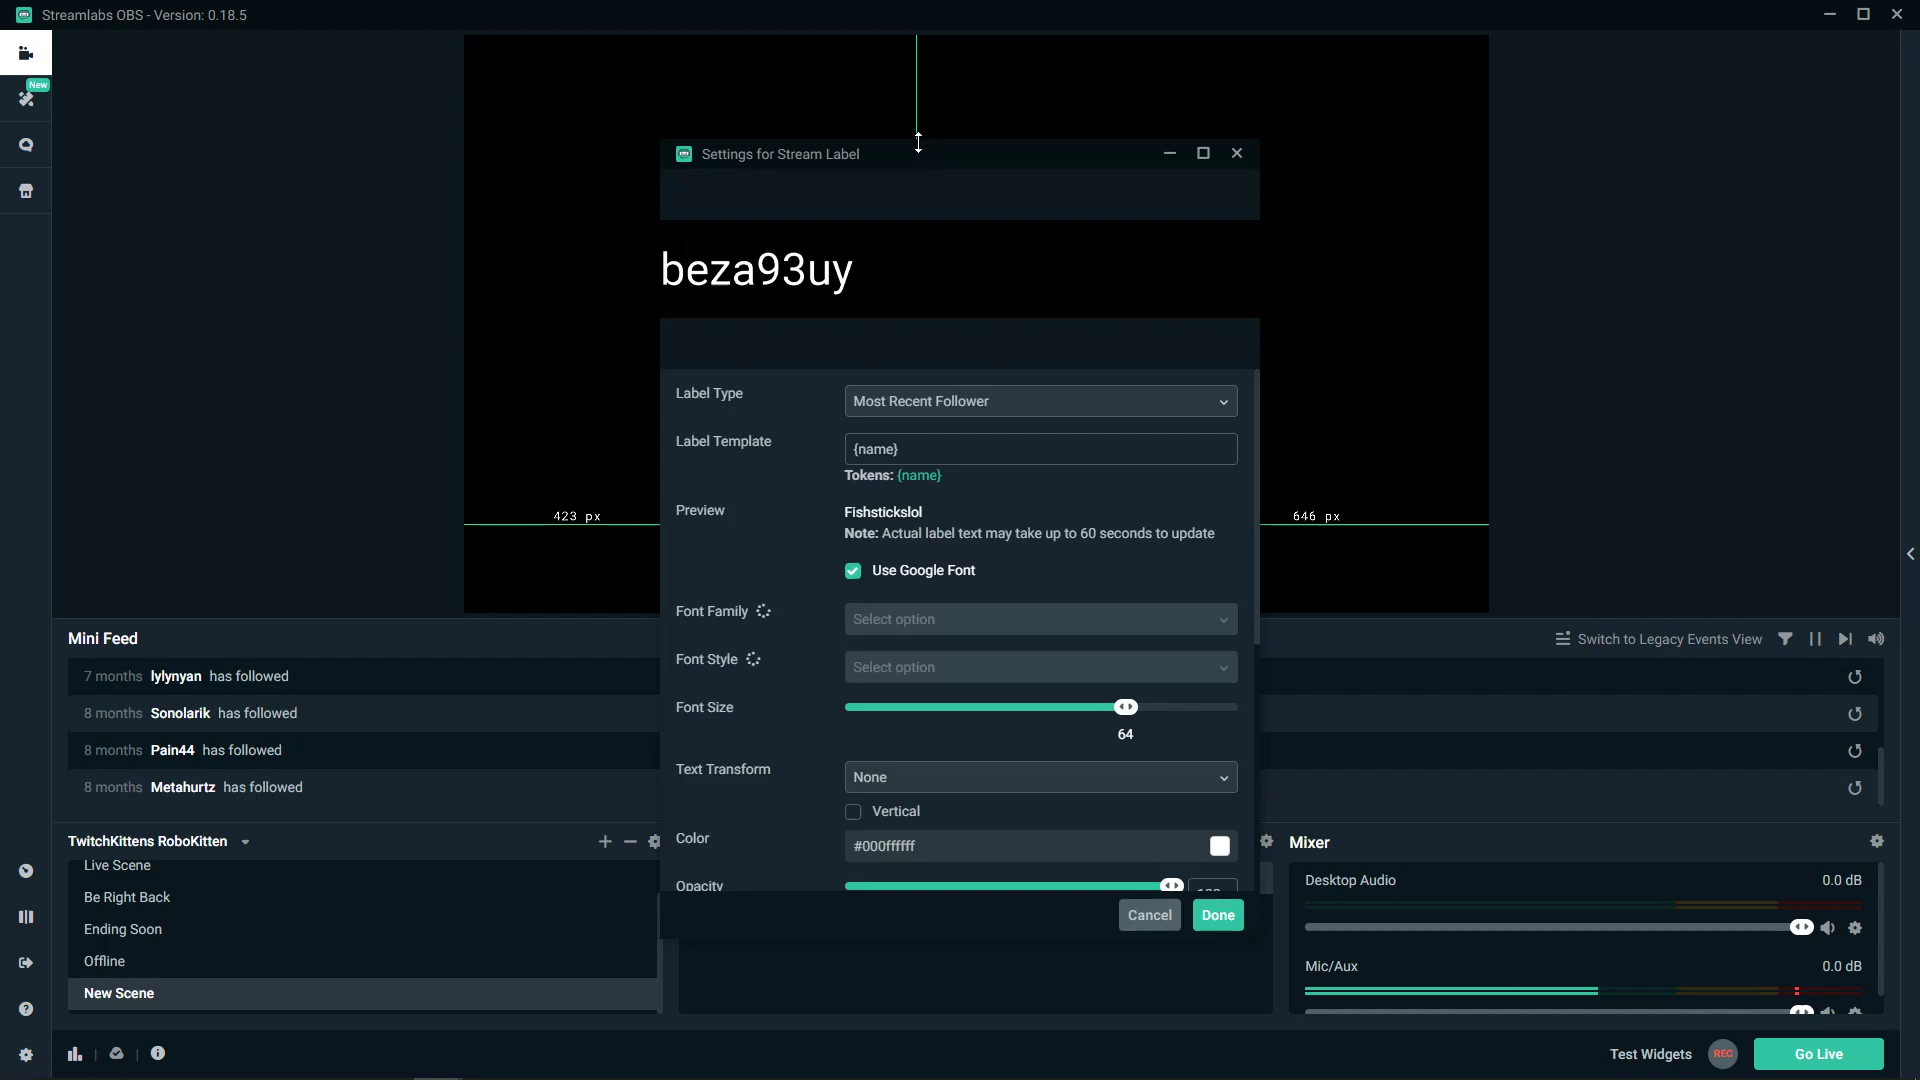 Streamlabs OBS - Version: 0.18.5
New
Settings for Stream Label
beza93uy
Label Type
Most Recent Follower
Label Template
{name}
Tokens: {name}
Preview
Fishstickslol
Note: Actual label text may take up to 60 seconds to update
423 px
646 px
Use Google Font
Font Family
Select option
Font Style
Select option
Font Size
64
Text Transform
None
Vertical
Color
#000ffffff
Opacity
Cancel
Done
Mini Feed
Switch to Legacy Events View
7 months lylynyan has followed
8 months Sonolarik has followed
8 months Pain44 has followed
8 months Metahurtz has followed
TwitchKittens RoboKitten
Live Scene
Be Right Back
Ending Soon
Offline
New Scene
Mixer
Desktop Audio
0.0 dB
Mic/Aux
0.0 dB
Test Widgets
REC
Go Live